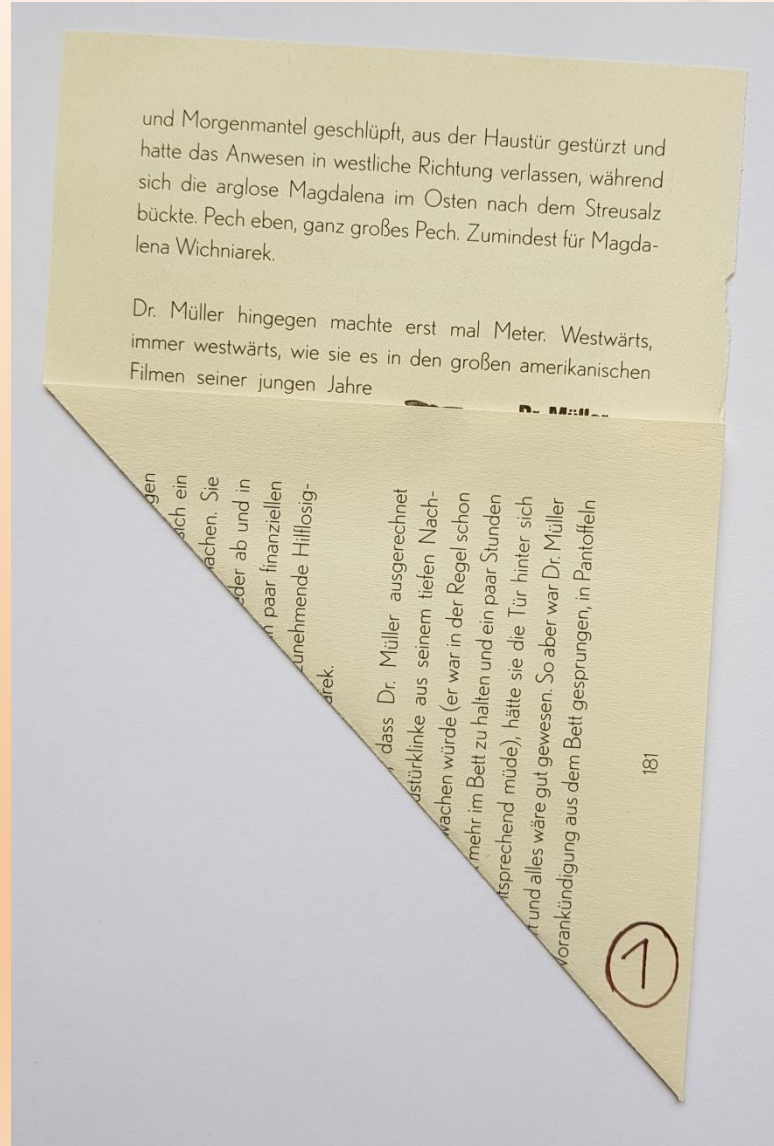 und Morgenmantel geschlüpft, aus der Haustür gestürzt und
hatte das Anwesen in westliche Richtung verlassen, während
sich die arglose Magdalena im Osten nach dem Streusalz
bückte. Pech eben, ganz großes Pech. Zumindest für Magda-
lena Wichniarek.
Dr. Müller hingegen machte erst mal Meter. Westwärts,
immer westwärts, wie sie es in den großen amerikanischen
Filmen seiner jungen Jahre
Dr. Müller
gen
sich ein
achen. Sie
eder ab und in
n paar finanziellen
zunehmende Hilflosig-
arek.
dass Dr. Müller ausgerechnet
ustürklinke aus seinem tiefen Nach-
wachen würde (er war in der Regel schon
mehr im Bett zu halten und ein paar Stunden
ntsprechend müde), hätte sie die Tür hinter sich
t und alles wäre gut gewesen. So aber war Dr. Müller
Vorankündigung aus dem Bett gesprungen, in Pantoffeln
181
1